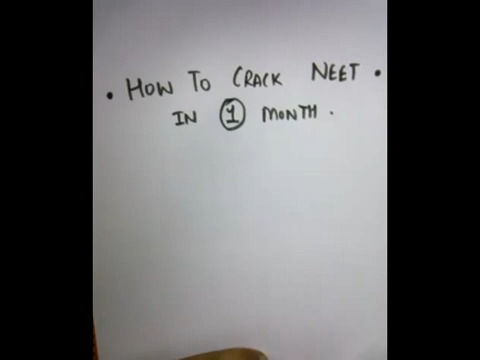 • HOW TO CRACK NEET •
IN 1 MONTH .